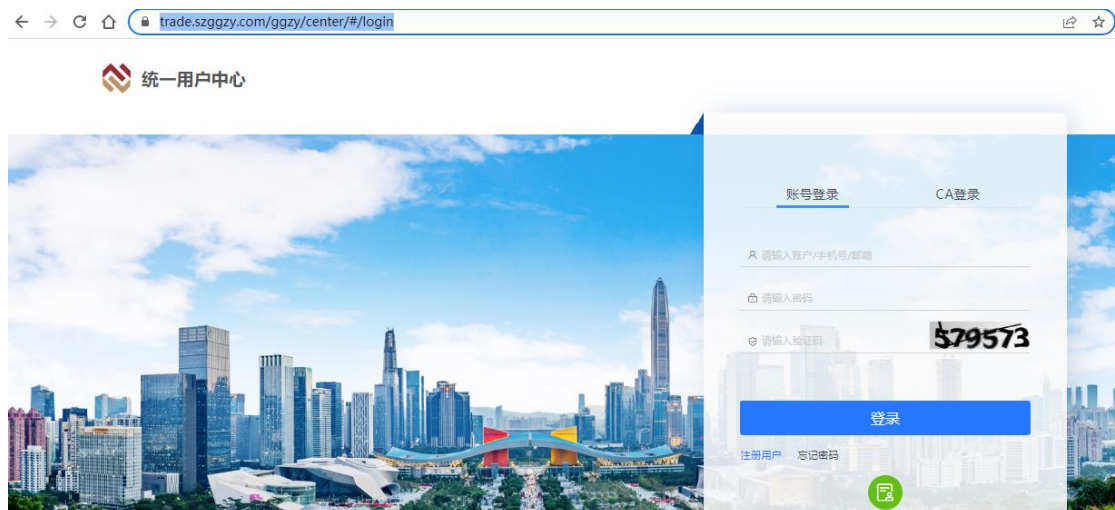 trade.szggzy.com/ggzy/center/#/login
统一用户中心
账号登录 CA登录
请输入账户/手机号/邮箱
请输入密码
请输入验证码 579573
登录
注册用户 忘记密码